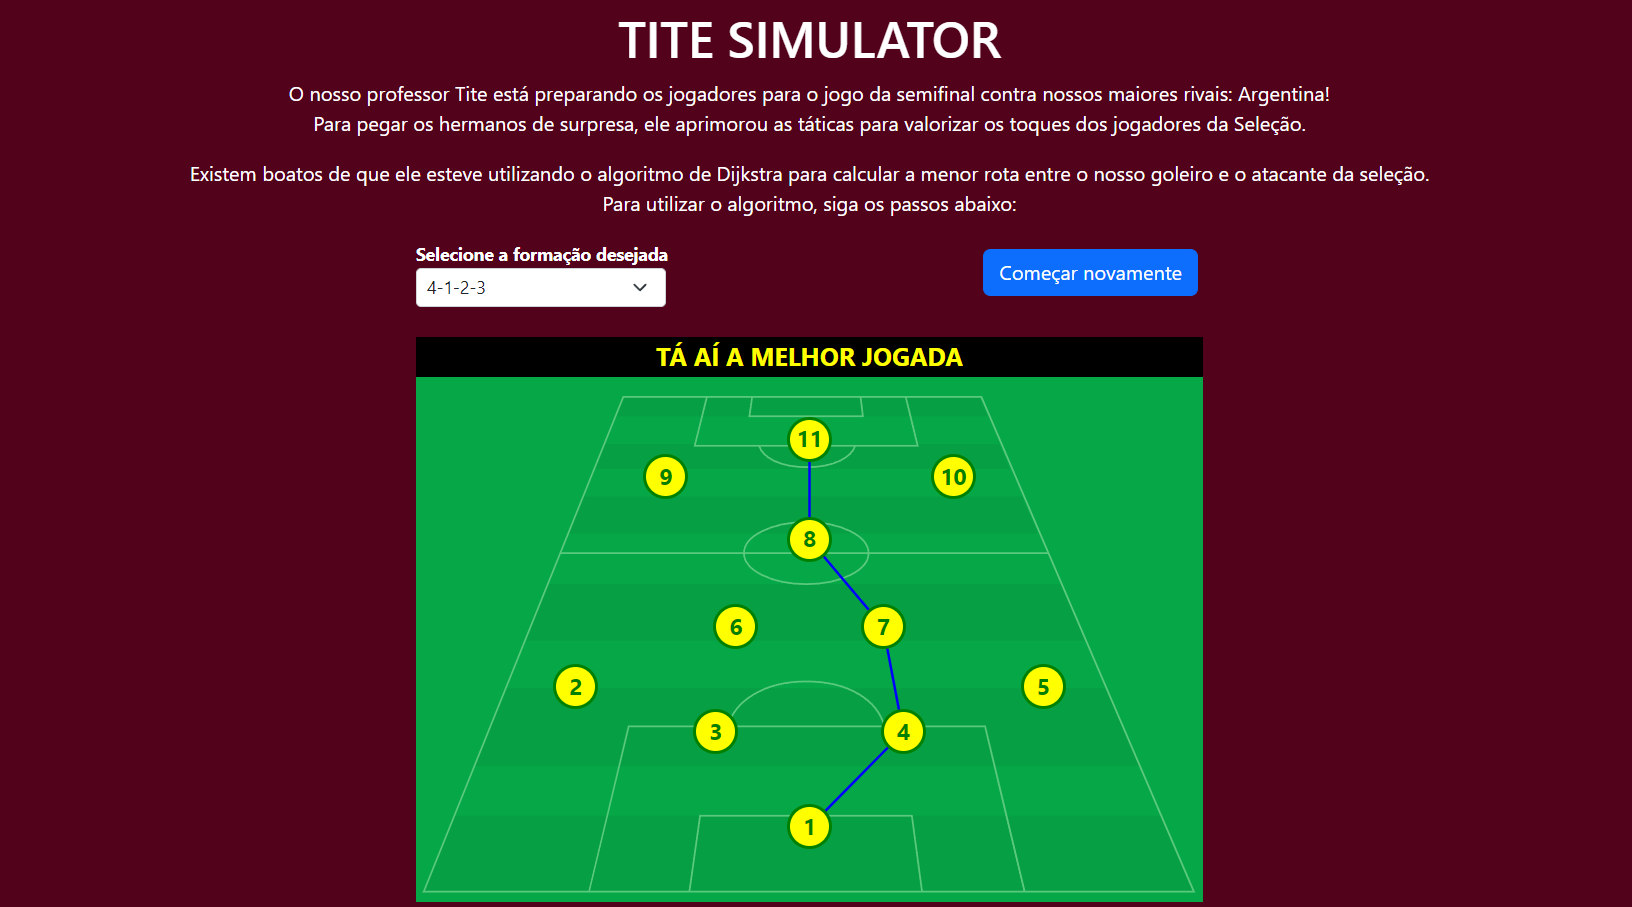 TITE SIMULATOR
O nosso professor Tite está preparando os jogadores para o jogo da semifinal contra nossos maiores rivais: Argentina!
Para pegar os hermanos de surpresa, ele aprimorou as táticas para valorizar os toques dos jogadores da Seleção.
Existem boatos de que ele esteve utilizando o algoritmo de Dijkstra para calcular a menor rota entre o nosso goleiro e o atacante da seleção.
Para utilizar o algoritmo, siga os passos abaixo:
Selecione a formação desejada
4-1-2-3
Começar novamente
TÁ AÍ A MELHOR JOGADA
11
9
10
8
6
7
2
5
3
4
1